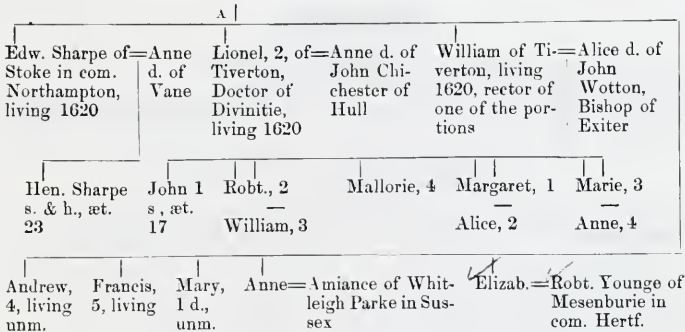 A
Edw. Sharpe of=Anne
Stoke in com. d. of
Northampton, Vane
living 1620
Lionel, 2, of=Anne d. of
Tiverton, John Chi-
Doctor of chester of
Divinitie, Hull
living 1620
William of Ti-=Alice d. of
verton, living John
1620, rector of Wotton,
one of the por- Bishop of
tions Exiter
Hen. Sharpe
s. & h., æt.
23
John 1
s, æt.
17
Robt., 2
—
William, 3
Mallorie, 4
Margaret, 1
—
Alice, 2
Marie, 3
—
Anne, 4
Andrew,
4, living
unm.
Francis,
5, living
Mary,
1 d.,
unm.
Anne=Amiance of Whit-
leigh Parke in Sus-
sex
Elizab.=Robt. Younge of
Mesenburie in
com. Hertf.